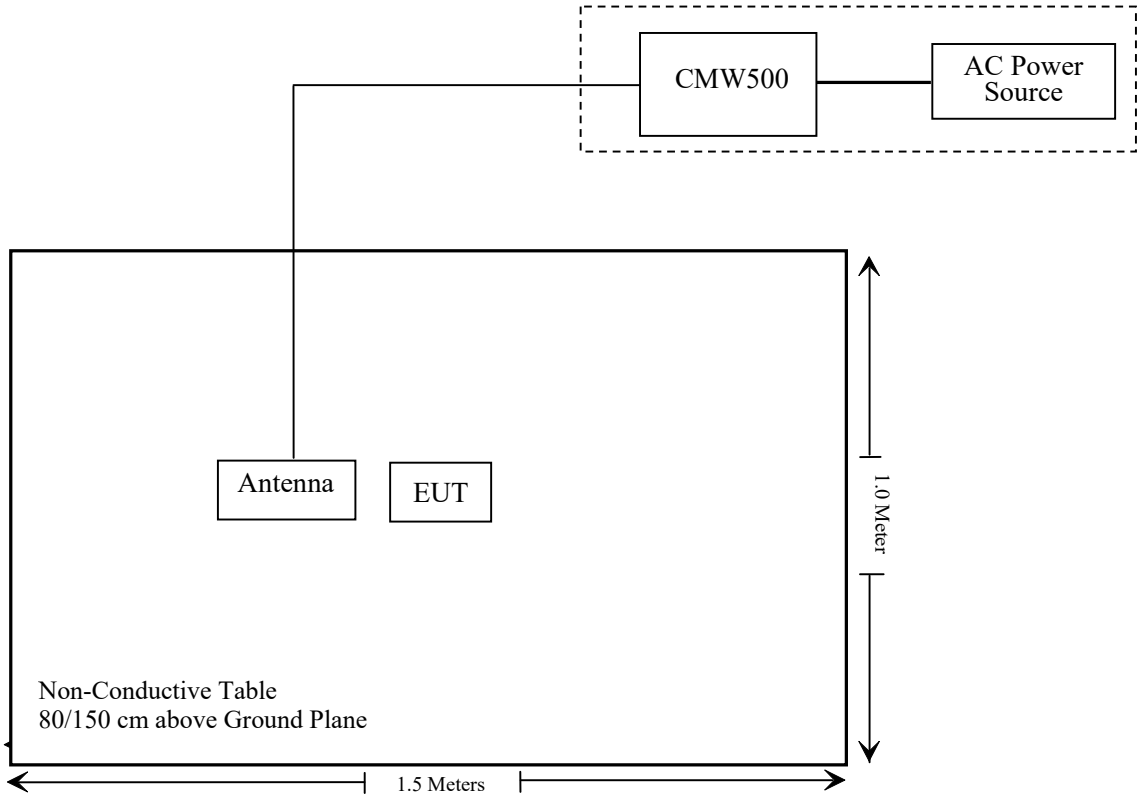 CMW500
AC Power
Source
Antenna
EUT
1.0 Meter
Non-Conductive Table
80/150 cm above Ground Plane
1.5 Meters